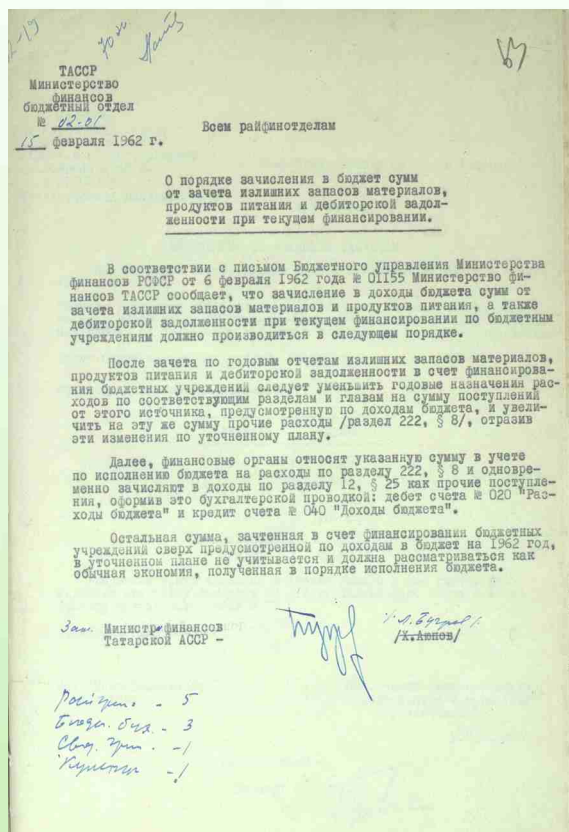 ТАССР
Министерство
финансов
бюджетный отдел
№ 02-01
15 февраля 1962 г.
Всем райфинотделам
О порядке зачисления в бюджет сумм
от зачета излишних запасов материалов,
продуктов питания и дебиторской задол-
женности при текущем финансировании.
В соответствии с письмом Бюджетного управления Министерства
финансов РСФСР от 6 февраля 1962 года № 01155 Министерство фи-
нансов ТАССР сообщает, что зачисление в доходы бюджета сумм от
зачета излишних запасов материалов и продуктов питания, а также
дебиторской задолженности при текущем финансировании по бюджетным
учреждениям должно производиться в следующем порядке.
После зачета по годовым отчетам излишних запасов материалов,
продуктов питания и дебиторской задолженности в счет финансирова-
ния бюджетных учреждений следует уменьшить годовые назначения рас-
ходов по соответствующим разделам и главам на сумму поступлений
от этого источника, предусмотренную по доходам бюджета, и увели-
чить на эту же сумму прочие расходы /раздел 222, § 8/, отразив
эти изменения по уточненному плану.
Далее, финансовые органы относят указанную сумму в учете
по исполнению бюджета на расходы по разделу 222, § 8 и одновре-
менно зачисляют в доходы по разделу 12, § 25 как прочие поступле-
ния, оформив это бухгалтерской проводкой: дебет счета № 020 "Рас-
ходы бюджета" и кредит счета № 040 "Доходы бюджета".
Остальная сумма, зачтенная в счет финансирования бюджетных
учреждений сверх предусмотренной по доходам в бюджет на 1962 год,
в уточненном плане не учитывается и должна рассматриваться как
обычная экономия, полученная в порядке исполнения бюджета.
Зам. Министр финансов
Татарской АССР -
/Х.Аюпов/
- 5
- 3
- 1
- 1